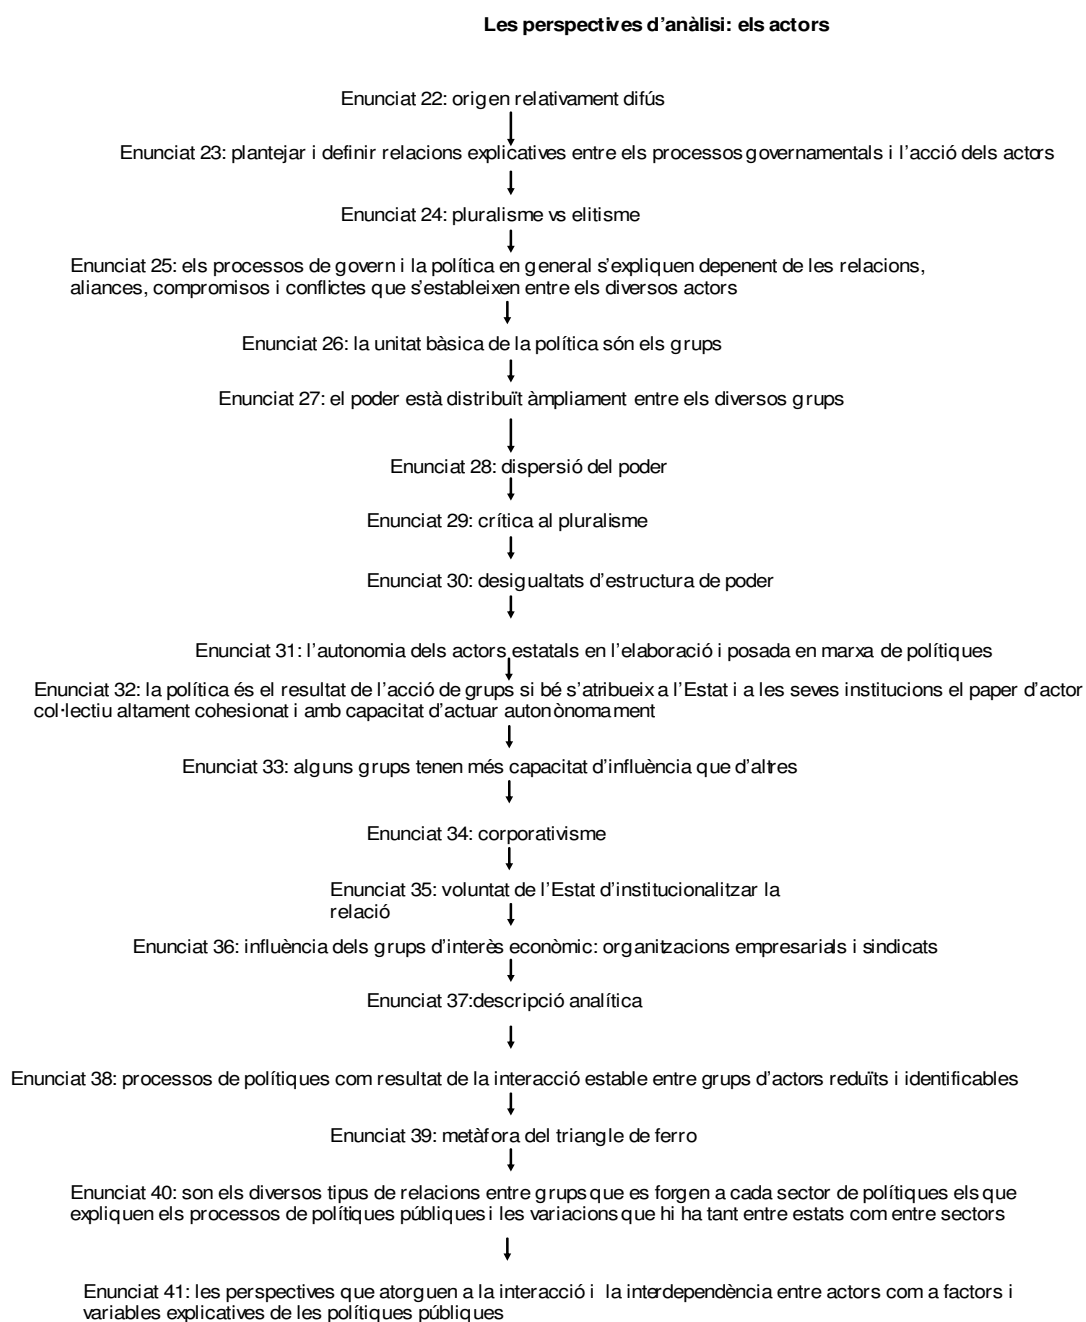 Les perspectives d'anàlisi: els actors
Enunciat 22: origen relativament difús
Enunciat 23: plantejar i definir relacions explicatives entre els processos governamentals i l'acció dels actors
Enunciat 24: pluralisme vs elitisme
Enunciat 25: els processos de govern i la política en general s'expliquen depenent de les relacions,
aliances, compromisos i conflictes que s'estableixen entre els diversos actors
Enunciat 26: la unitat bàsica de la política són els grups
Enunciat 27: el poder està distribuït àmpliament entre els diversos grups
Enunciat 28: dispersió del poder
Enunciat 29: crítica al pluralisme
Enunciat 30: desigualtats d'estructura de poder
Enunciat 31: l'autonomia dels actors estatals en l'elaboració i posada en marxa de polítiques
Enunciat 32: la política és el resultat de l'acció de grups si bé s'atribueix a l'Estat i a les seves institucions el paper d'actor
col·lectiu altament cohesionat i amb capacitat d'actuar autonònomament
Enunciat 33: alguns grups tenen més capacitat d'influència que d'altres
Enunciat 34: corporativisme
Enunciat 35: voluntat de l'Estat d'institucionalitzar la
relació
Enunciat 36: influència dels grups d'interès econòmic: organitzacions empresarials i sindicats
Enunciat 37:descripció analítica
Enunciat 38: processos de polítiques com resultat de la interacció estable entre grups d'actors reduïts i identificables
Enunciat 39: metàfora del triangle de ferro
Enunciat 40: son els diversos tipus de relacions entre grups que es forgen a cada sector de polítiques els que
expliquen els processos de polítiques públiques i les variacions que hi ha tant entre estats com entre sectors
Enunciat 41: les perspectives que atorguen a la interacció i la interdependència entre actors com a factors i
variables explicatives de les polítiques públiques